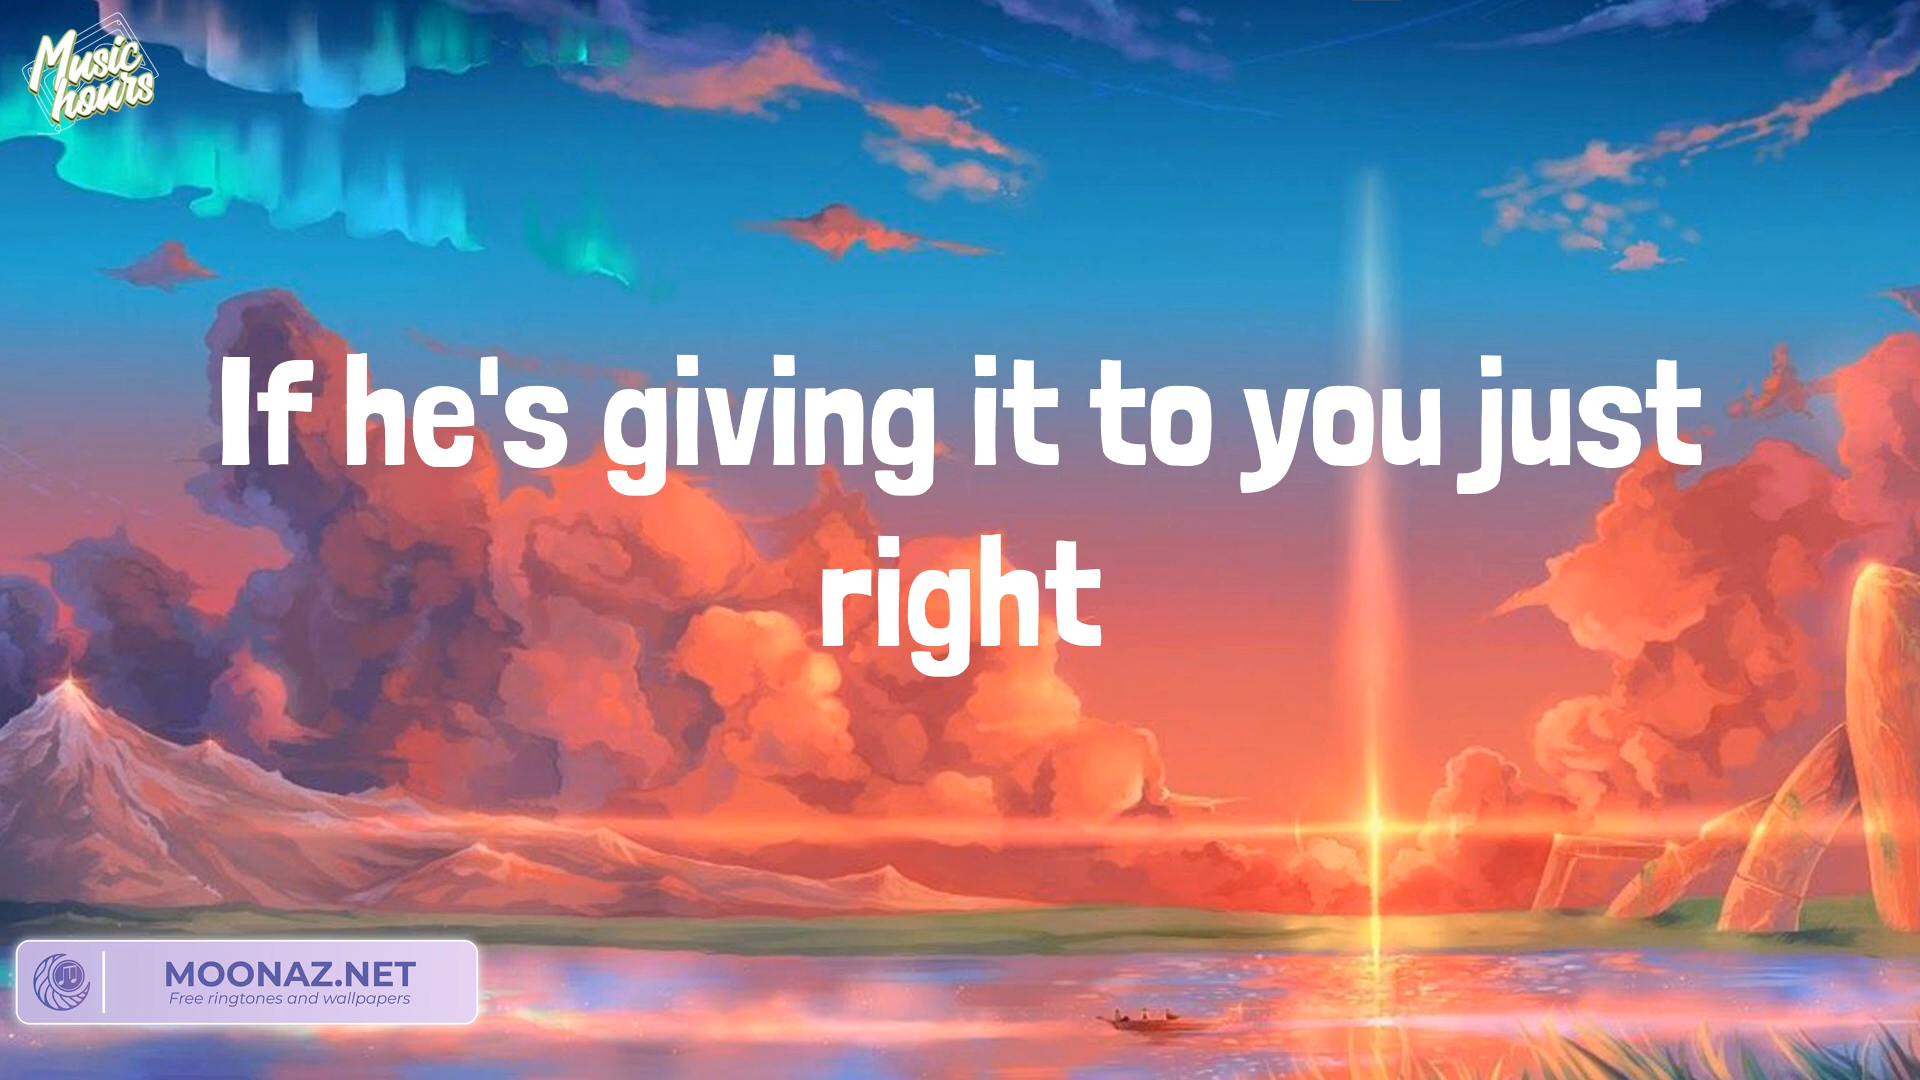 Music
hours
If he's giving it to you just
right
MOONAZ.NET
Free ringtones and wallpapers